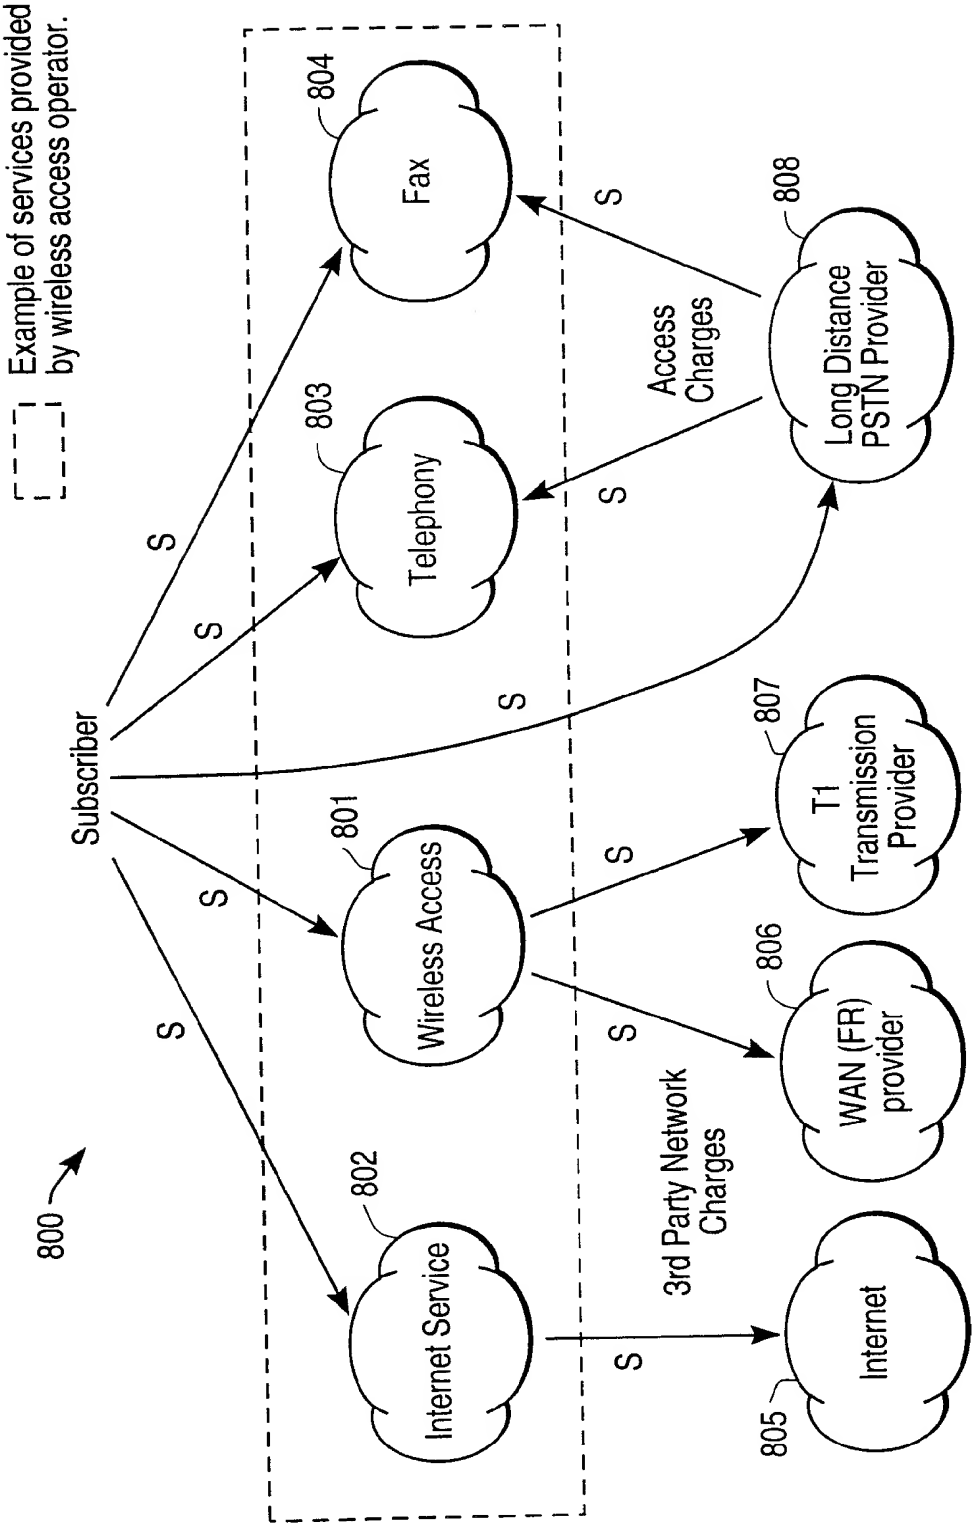 Example of services provided
by wireless access operator.
800
Subscriber
S
S
S
S
S
802
Internet Service
801
Wireless Access
803
Telephony
804
Fax
S
3rd Party Network
Charges
S
S
S
Access
Charges
S
805
Internet
806
WAN (FR)
provider
807
T1
Transmission
Provider
808
Long Distance
PSTN Provider